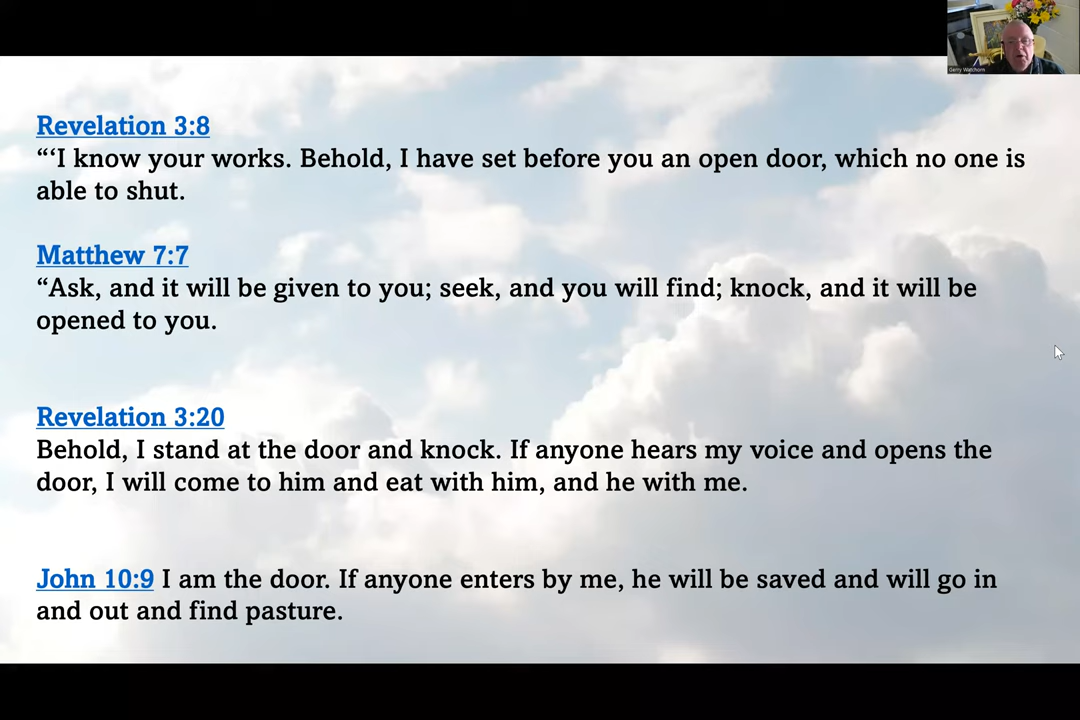 Gerry Watchorn
Revelation 3:8
“‘I know your works. Behold, I have set before you an open door, which no one is
able to shut.
Matthew 7:7
“Ask, and it will be given to you; seek, and you will find; knock, and it will be
opened to you.
Revelation 3:20
Behold, I stand at the door and knock. If anyone hears my voice and opens the
door, I will come to him and eat with him, and he with me.
John 10:9 I am the door. If anyone enters by me, he will be saved and will go in
and out and find pasture.